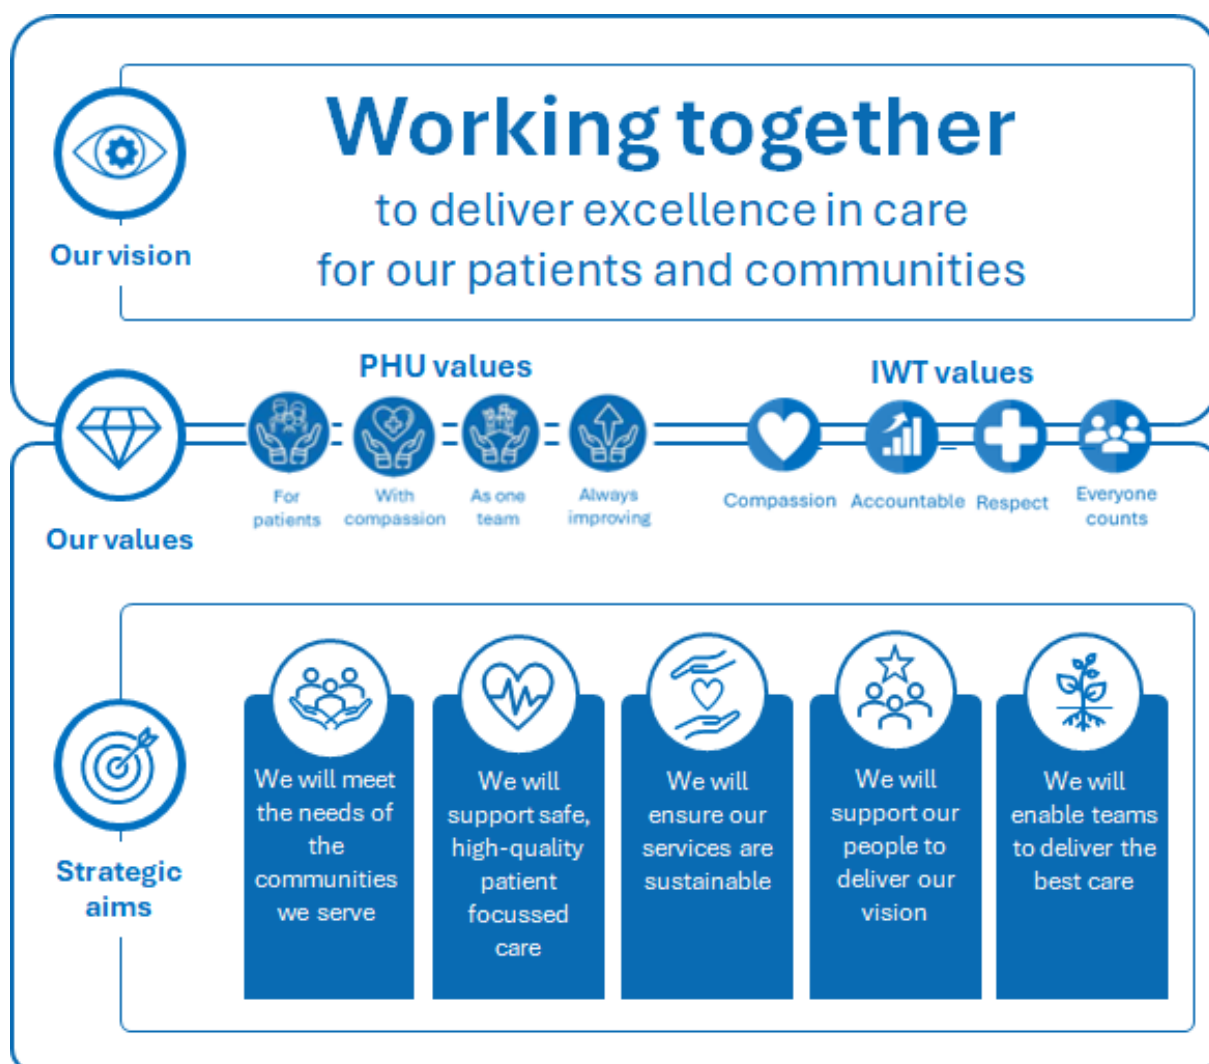 Working together
to deliver excellence in care
for our patients and communities
Our vision
PHU values
IWT values
For
patients
With
compassion
As one
team
Always
improving
Compassion
Accountable
Respect
Everyone
counts
Our values
We will meet
the needs of
the
communities
we serve
We will
support safe,
high-quality
patient
focussed
care
We will
ensure our
services are
sustainable
We will
support our
people to
deliver our
vision
We will
enable teams
to deliver the
best care
Strategic
aims